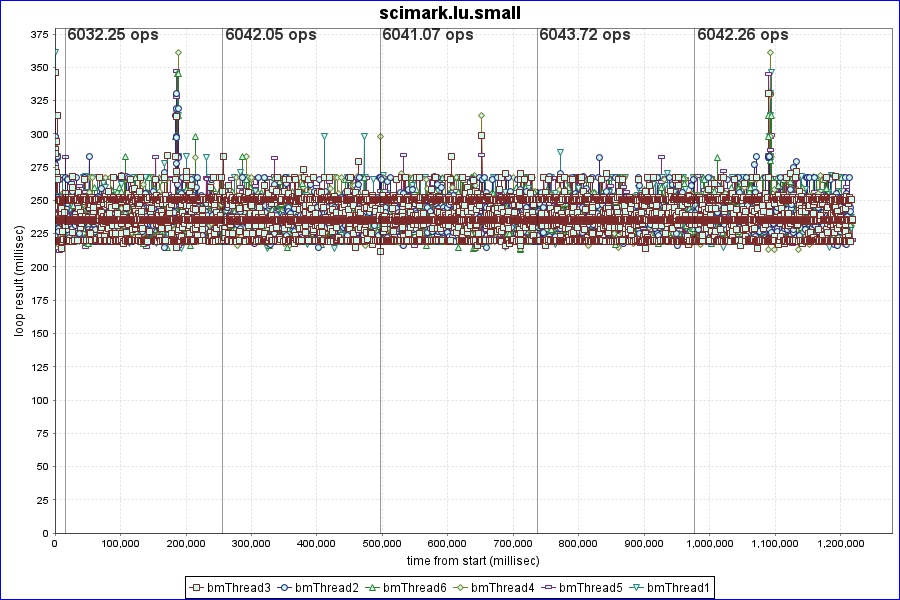 scimark.lu.small
6032.25 ops 6042.05 ops 6041.07 ops 6043.72 ops 6042.26 ops
375
350
325
300
275
250
225
200
175
150
125
100
75
50
25
0
loop result (millisec)
0 100,000 200,000 300,000 400,000 500,000 600,000 700,000 800,000 900,000 1,000,000 1,100,000 1,200,000
time from start (millisec)
bmThread3 bmThread2 bmThread6 bmThread4 bmThread5 bmThread1